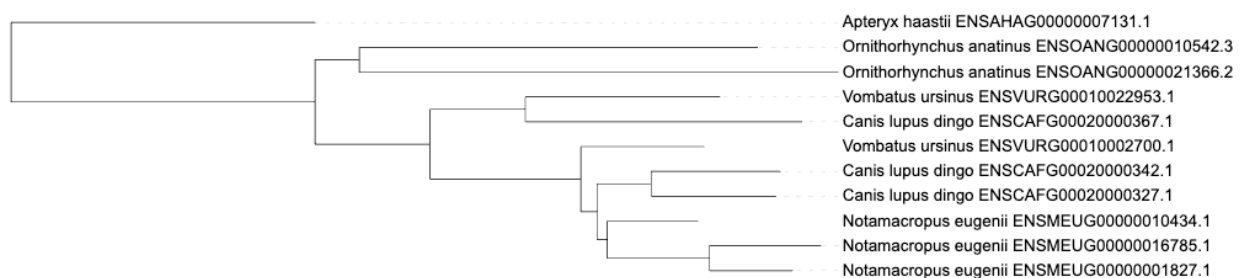 Apteryx haastii ENSAHAG00000007131.1
Ornithorhynchus anatinus ENSOANG00000010542.3
Ornithorhynchus anatinus ENSOANG00000021366.2
Vombatus ursinus ENSVURG00010022953.1
Canis lupus dingo ENSCAFG00020000367.1
Vombatus ursinus ENSVURG00010002700.1
Canis lupus dingo ENSCAFG00020000342.1
Canis lupus dingo ENSCAFG00020000327.1
Notamacropus eugenii ENSMEUG00000010434.1
Notamacropus eugenii ENSMEUG00000016785.1
Notamacropus eugenii ENSMEUG00000001827.1